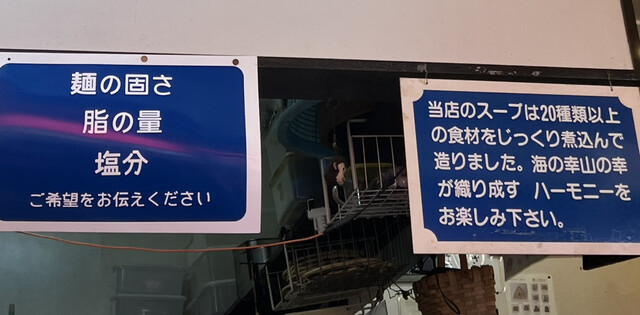 麺の固さ
脂の量
塩分
ご希望をお伝えください
当店のスープは20種類以上
の食材をじっくり煮込んで
造りました。海の幸山の幸
が織り成す ハーモニーを
お楽しみ下さい。